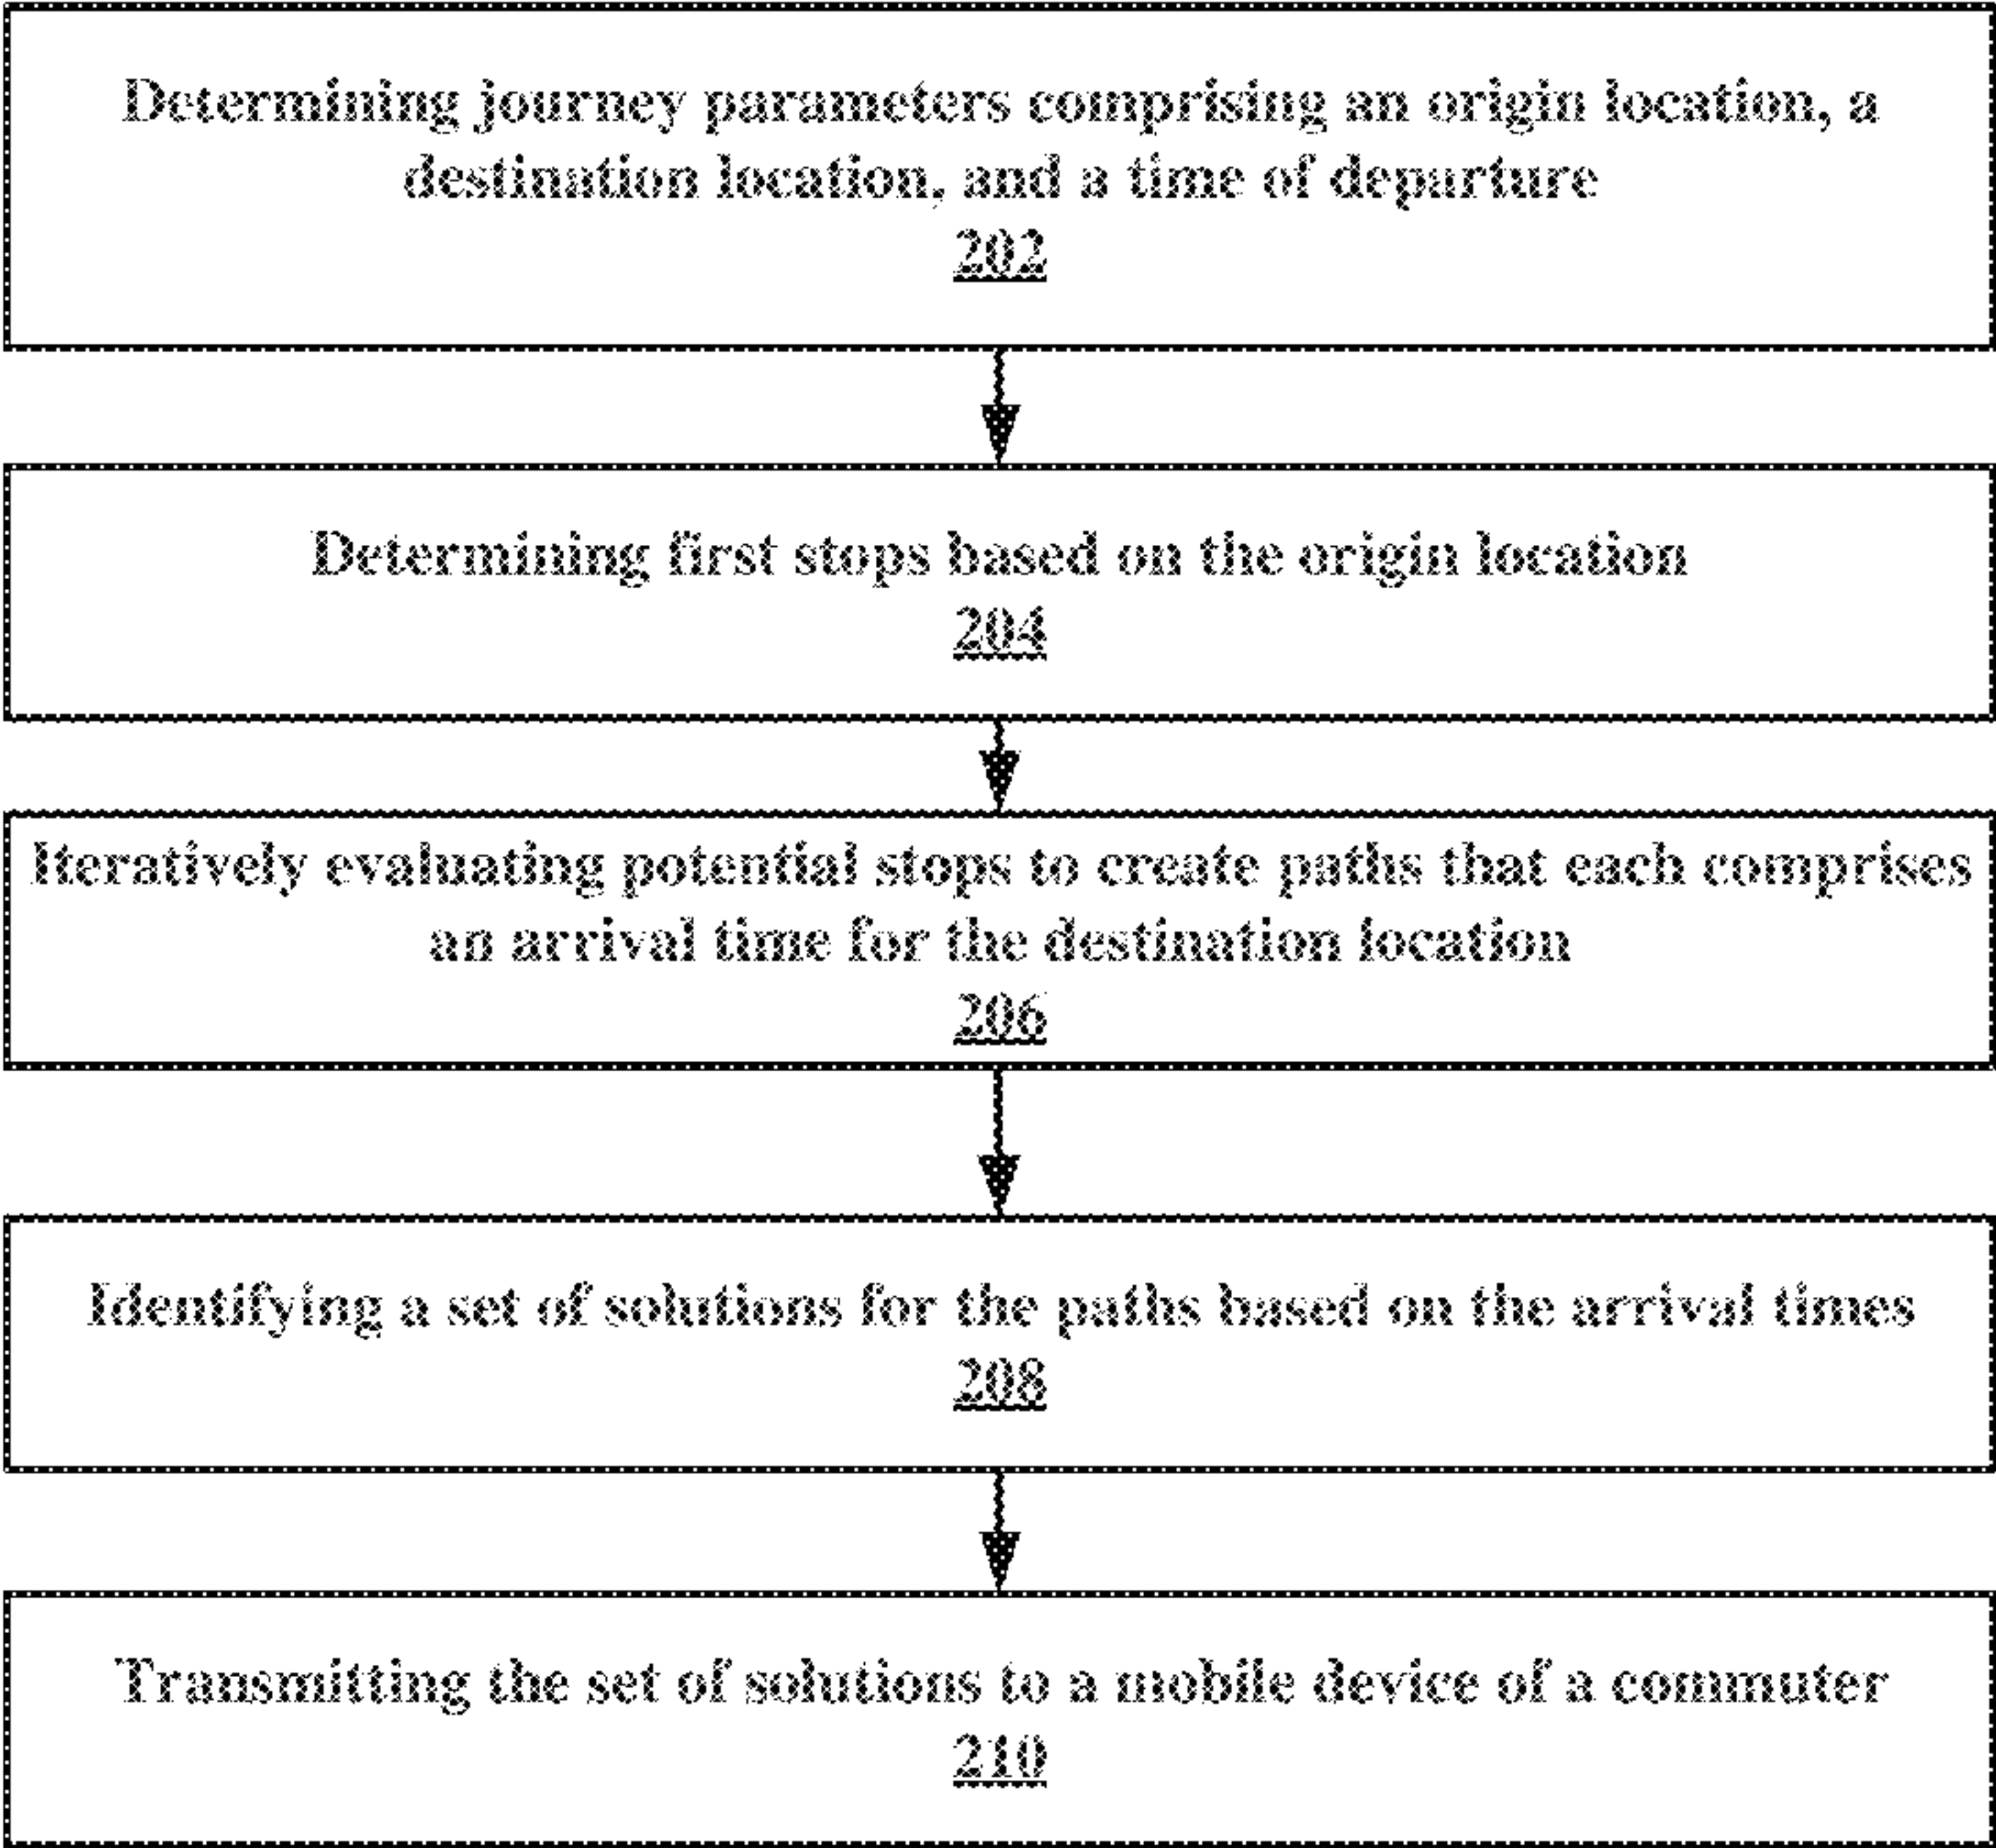 Determining journey parameters comprising an origin location, a
destination location, and a time of departure
202
Determining first stops based on the origin location
204
Iteratively evaluating potential stops to create paths that each comprises
an arrival time for the destination location
206
Identifying a set of solutions for the paths based on the arrival times
208
Transmitting the set of solutions to a mobile device of a commuter
210